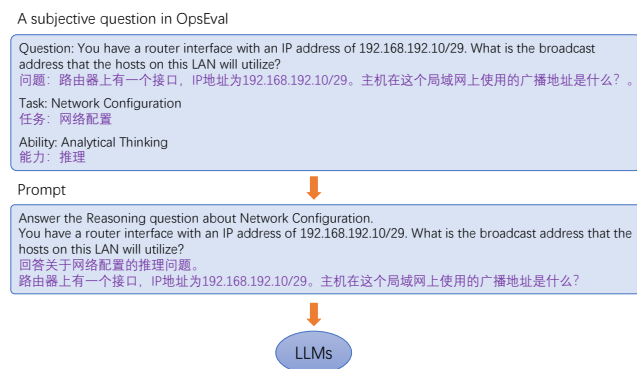 A subjective question in OpsEval
Question: You have a router interface with an IP address of 192.168.192.10/29. What is the broadcast
address that the hosts on this LAN will utilize?
问题：路由器上有一个接口，IP地址为192.168.192.10/29。主机在这个局域网上使用的广播地址是什么？。
Task: Network Configuration
任务：网络配置
Ability: Analytical Thinking
能力：推理
Prompt
Answer the Reasoning question about Network Configuration.
You have a router interface with an IP address of 192.168.192.10/29. What is the broadcast address that the
hosts on this LAN will utilize?
回答关于网络配置的推理问题。
路由器上有一个接口，IP地址为192.168.192.10/29。主机在这个局域网上使用的广播地址是什么？
LLMs